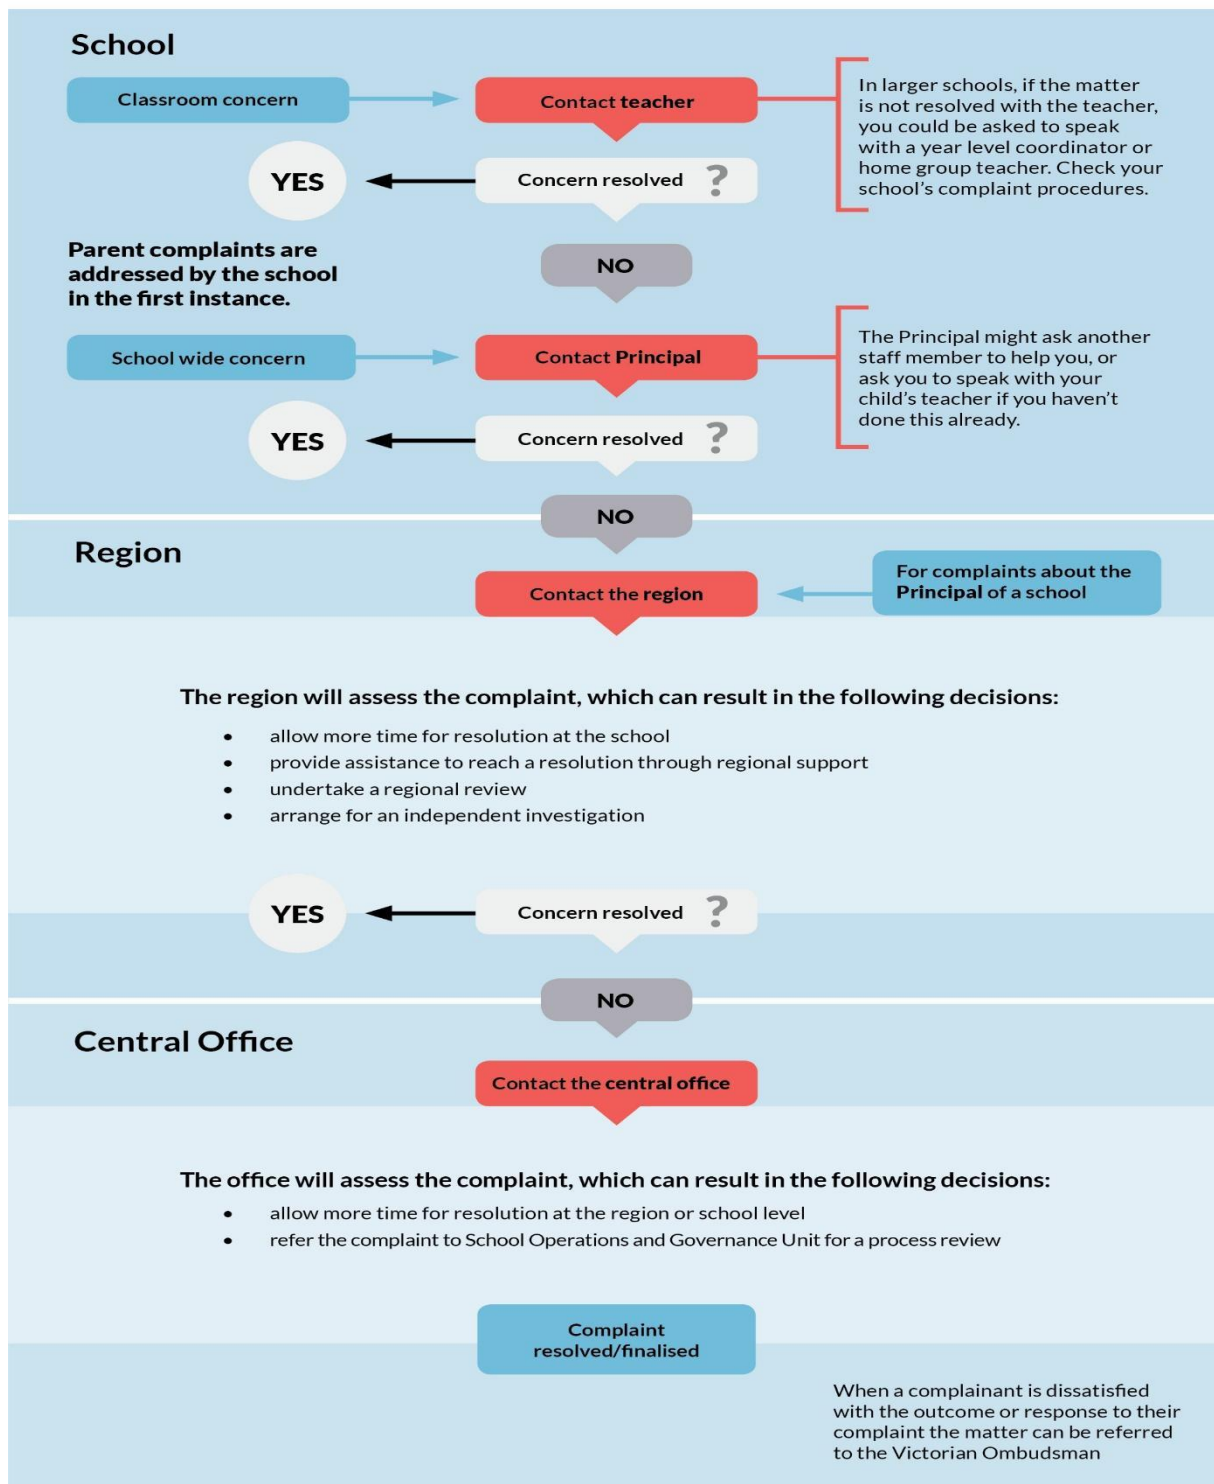 School
Classroom concern
Contact teacher
In larger schools, if the matter
is not resolved with the teacher,
you could be asked to speak
with a year level coordinator or
home group teacher. Check your
school’s complaint procedures.
YES
Concern resolved ?
Parent complaints are
addressed by the school
in the first instance.
NO
School wide concern
Contact Principal
The Principal might ask another
staff member to help you, or
ask you to speak with your
child’s teacher if you haven’t
done this already.
YES
Concern resolved ?
NO
Region
Contact the region
For complaints about the
Principal of a school
The region will assess the complaint, which can result in the following decisions:
• allow more time for resolution at the school
• provide assistance to reach a resolution through regional support
• undertake a regional review
• arrange for an independent investigation
YES
Concern resolved ?
NO
Central Office
Contact the central office
The office will assess the complaint, which can result in the following decisions:
• allow more time for resolution at the region or school level
• refer the complaint to School Operations and Governance Unit for a process review
Complaint
resolved/finalised
When a complainant is dissatisfied
with the outcome or response to their
complaint the matter can be referred
to the Victorian Ombudsman